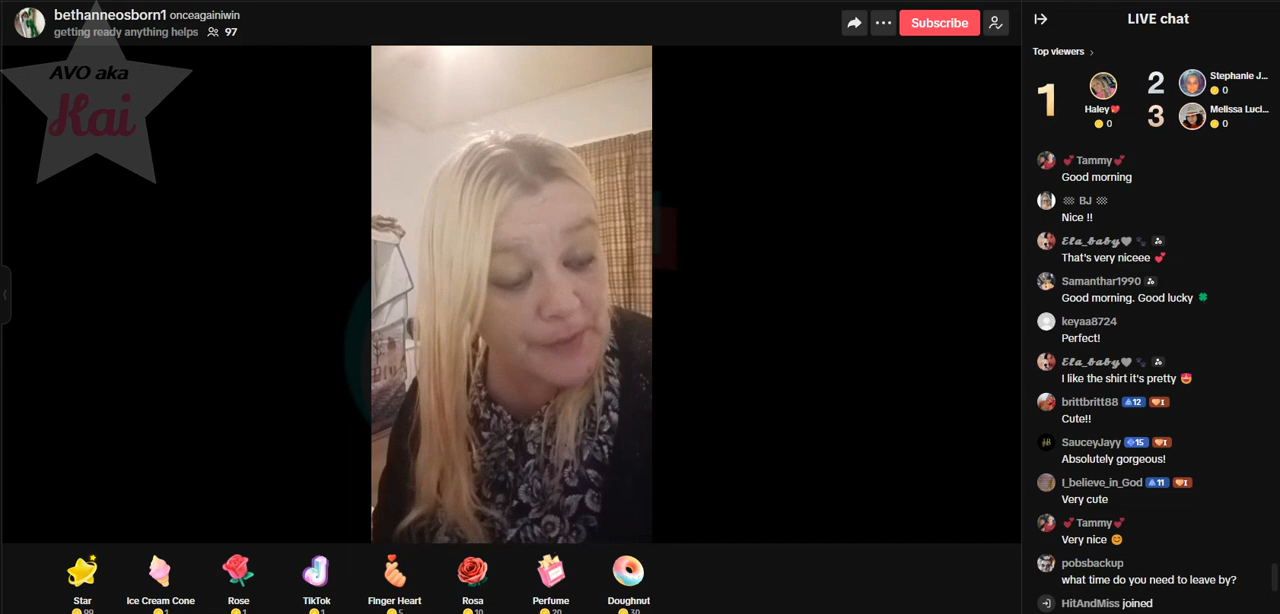 bethanneosborn1 onceagainiwin
getting ready anything helps 97
Subscribe
AVO aka
Kai
LIVE chat
Top viewers
1
Haley
0
2
Stephanie J...
0
3
Melissa Luci...
0
Tammy
Good morning
BJ
Nice !!
Ela_baby
That's very niceee
Samanthar1990
Good morning. Good lucky
keyaa8724
Perfect!
Ela_baby
I like the shirt it's pretty
brittbritt88 12 I
Cute!!
SauceyJayy 15 I
Absolutely gorgeous!
I_believe_in_God 11 I
Very cute
Tammy
Very nice
pobsbackup
what time do you need to leave by?
HitAndMiss joined
Star
99
Ice Cream Cone
1
Rose
1
TikTok
1
Finger Heart
5
Rosa
10
Perfume
20
Doughnut
30